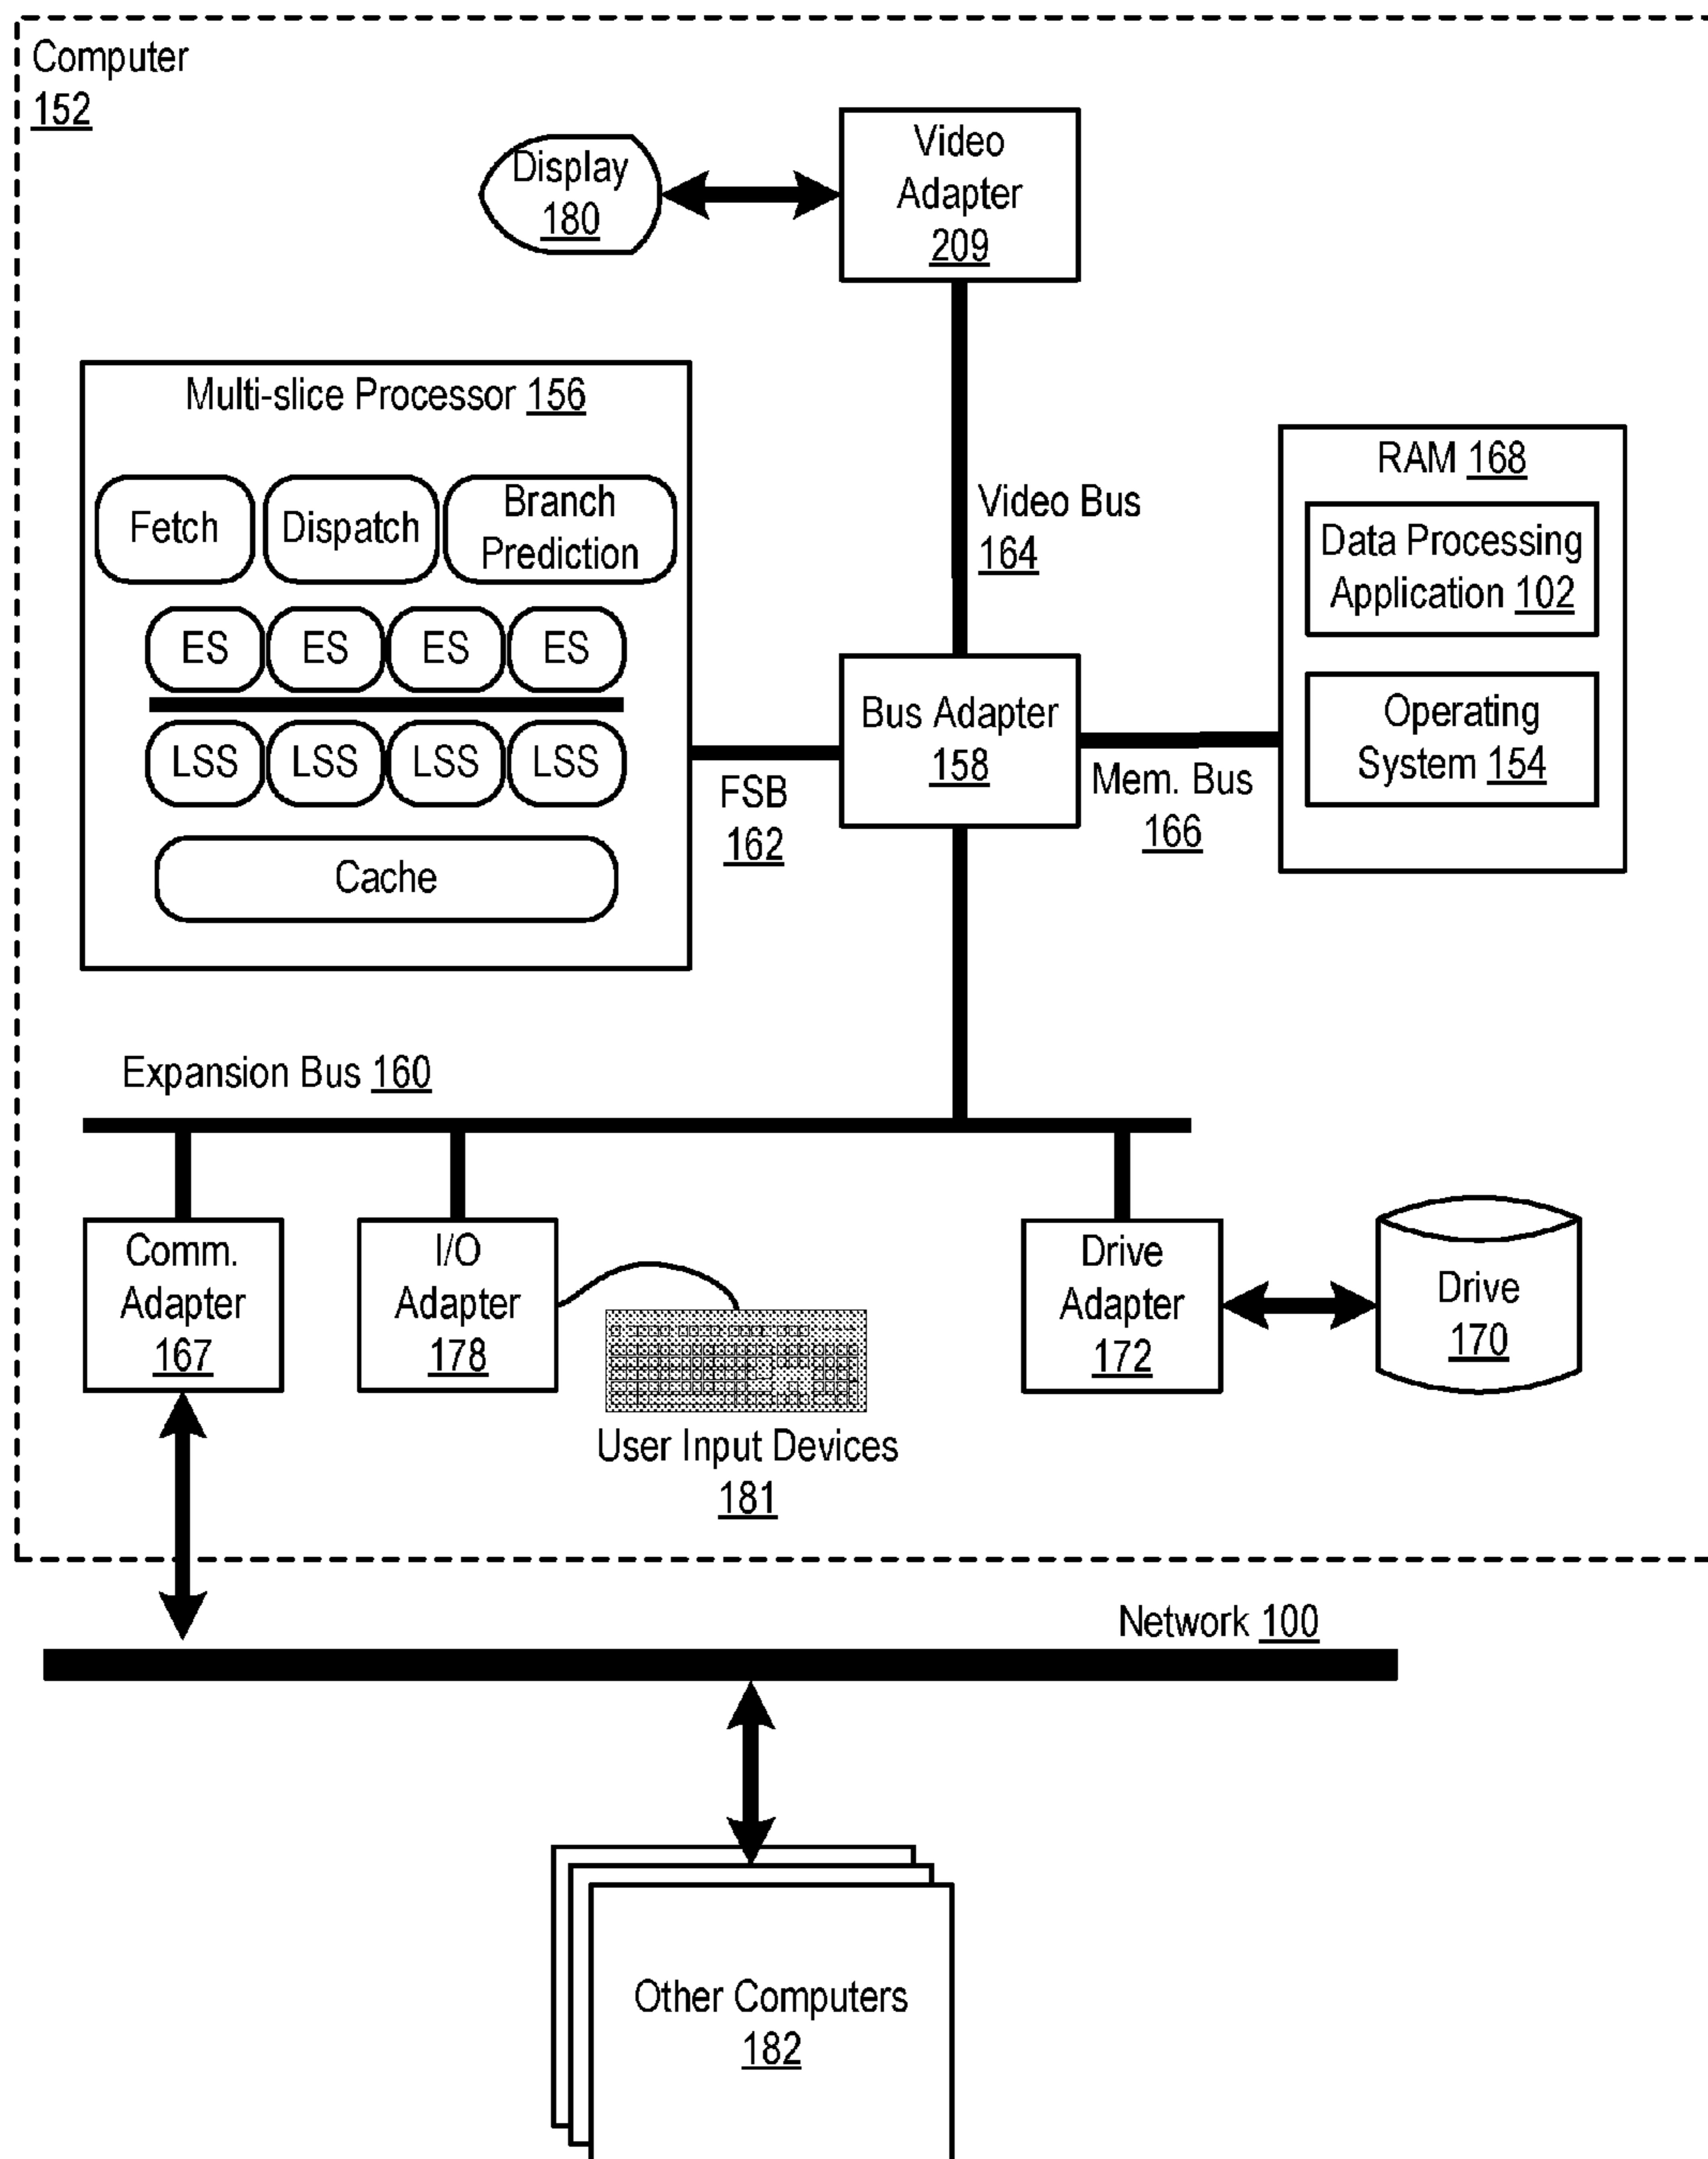 Computer
152
Display
180
Video
Adapter
209
Multi-slice Processor 156
Fetch
Dispatch
Branch
Prediction
ES
ES
ES
ES
LSS
LSS
LSS
LSS
Cache
Video Bus
164
RAM 168
Data Processing
Application 102
Operating
System 154
Bus Adapter
158
FSB
162
Mem. Bus
166
Expansion Bus 160
Comm.
Adapter
167
I/O
Adapter
178
User Input Devices
181
Drive
Adapter
172
Drive
170
Network 100
Other Computers
182